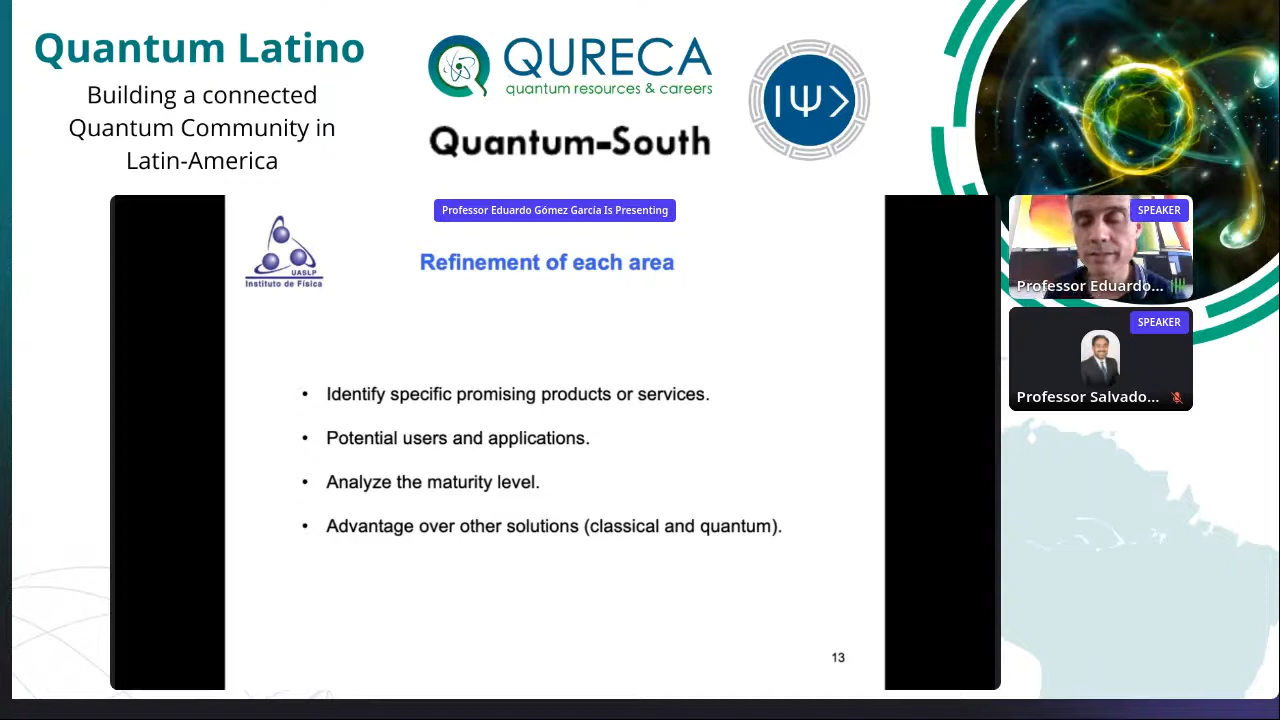 Quantum Latino
Building a connected
Quantum Community in
Latin-America
QURECA
quantum resources & careers
Quantum-South
|Ψ>
Professor Eduardo Gómez García Is Presenting
UASLP
Instituto de Física
Refinement of each area
• Identify specific promising products or services.
• Potential users and applications.
• Analyze the maturity level.
• Advantage over other solutions (classical and quantum).
13
SPEAKER
Professor Eduardo...
SPEAKER
Professor Salvado...